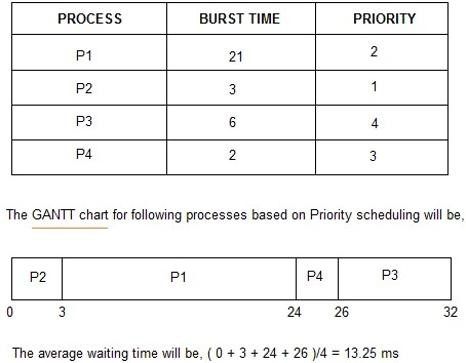 PROCESS BURST TIME PRIORITY
P1 21 2
P2 3 1
P3 6 4
P4 2 3
The GANTT chart for following processes based on Priority scheduling will be,
P2 P1 P4 P3
0 3 24 26 32
The average waiting time will be, ( 0 + 3 + 24 + 26 )/4 = 13.25 ms